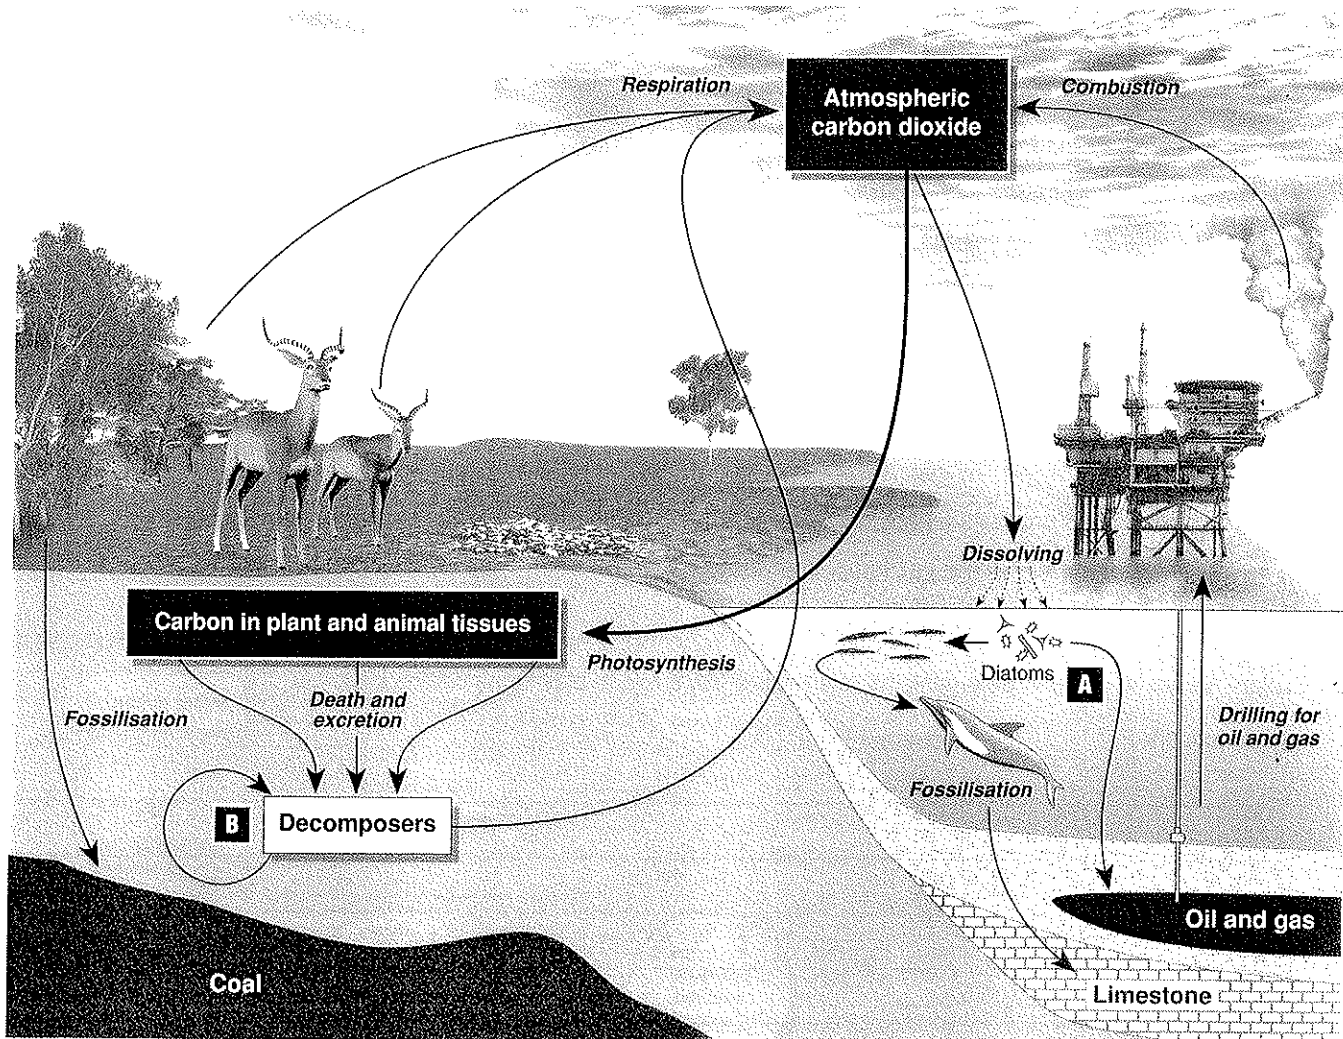 Respiration
Atmospheric
carbon dioxide
Combustion
Dissolving
Carbon in plant and animal tissues
Photosynthesis
Diatoms
A
Death and
excretion
Fossilisation
Drilling for
oil and gas
Fossilisation
B
Decomposers
Oil and gas
Coal
Limestone